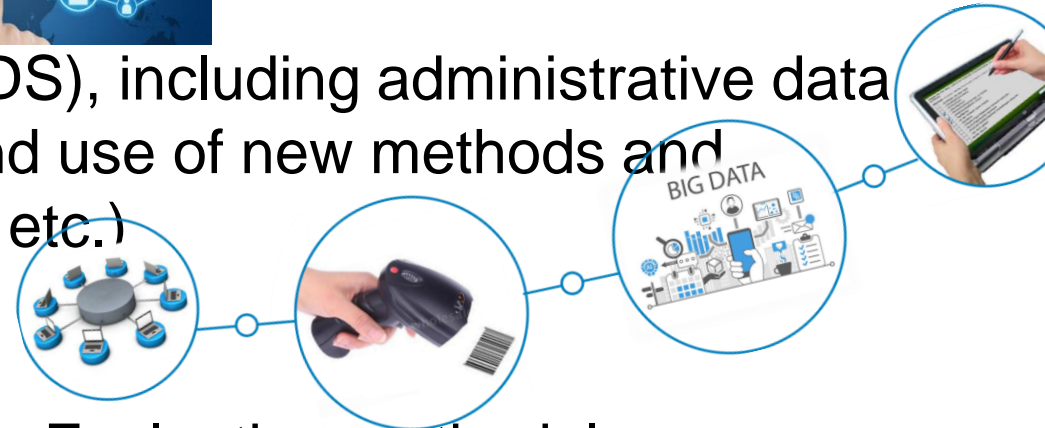 DS), including administrative data
nd use of new methods and
etc.)
BIG DATA